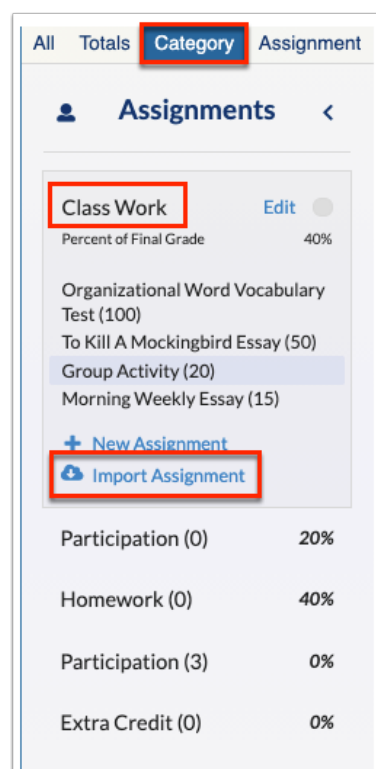 All Totals Category Assignment
Assignments <
Class Work Edit
Percent of Final Grade 40%
Organizational Word Vocabulary
Test (100)
To Kill A Mockingbird Essay (50)
Group Activity (20)
Morning Weekly Essay (15)
+ New Assignment
Import Assignment
Participation (0) 20%
Homework (0) 40%
Participation (3) 0%
Extra Credit (0) 0%